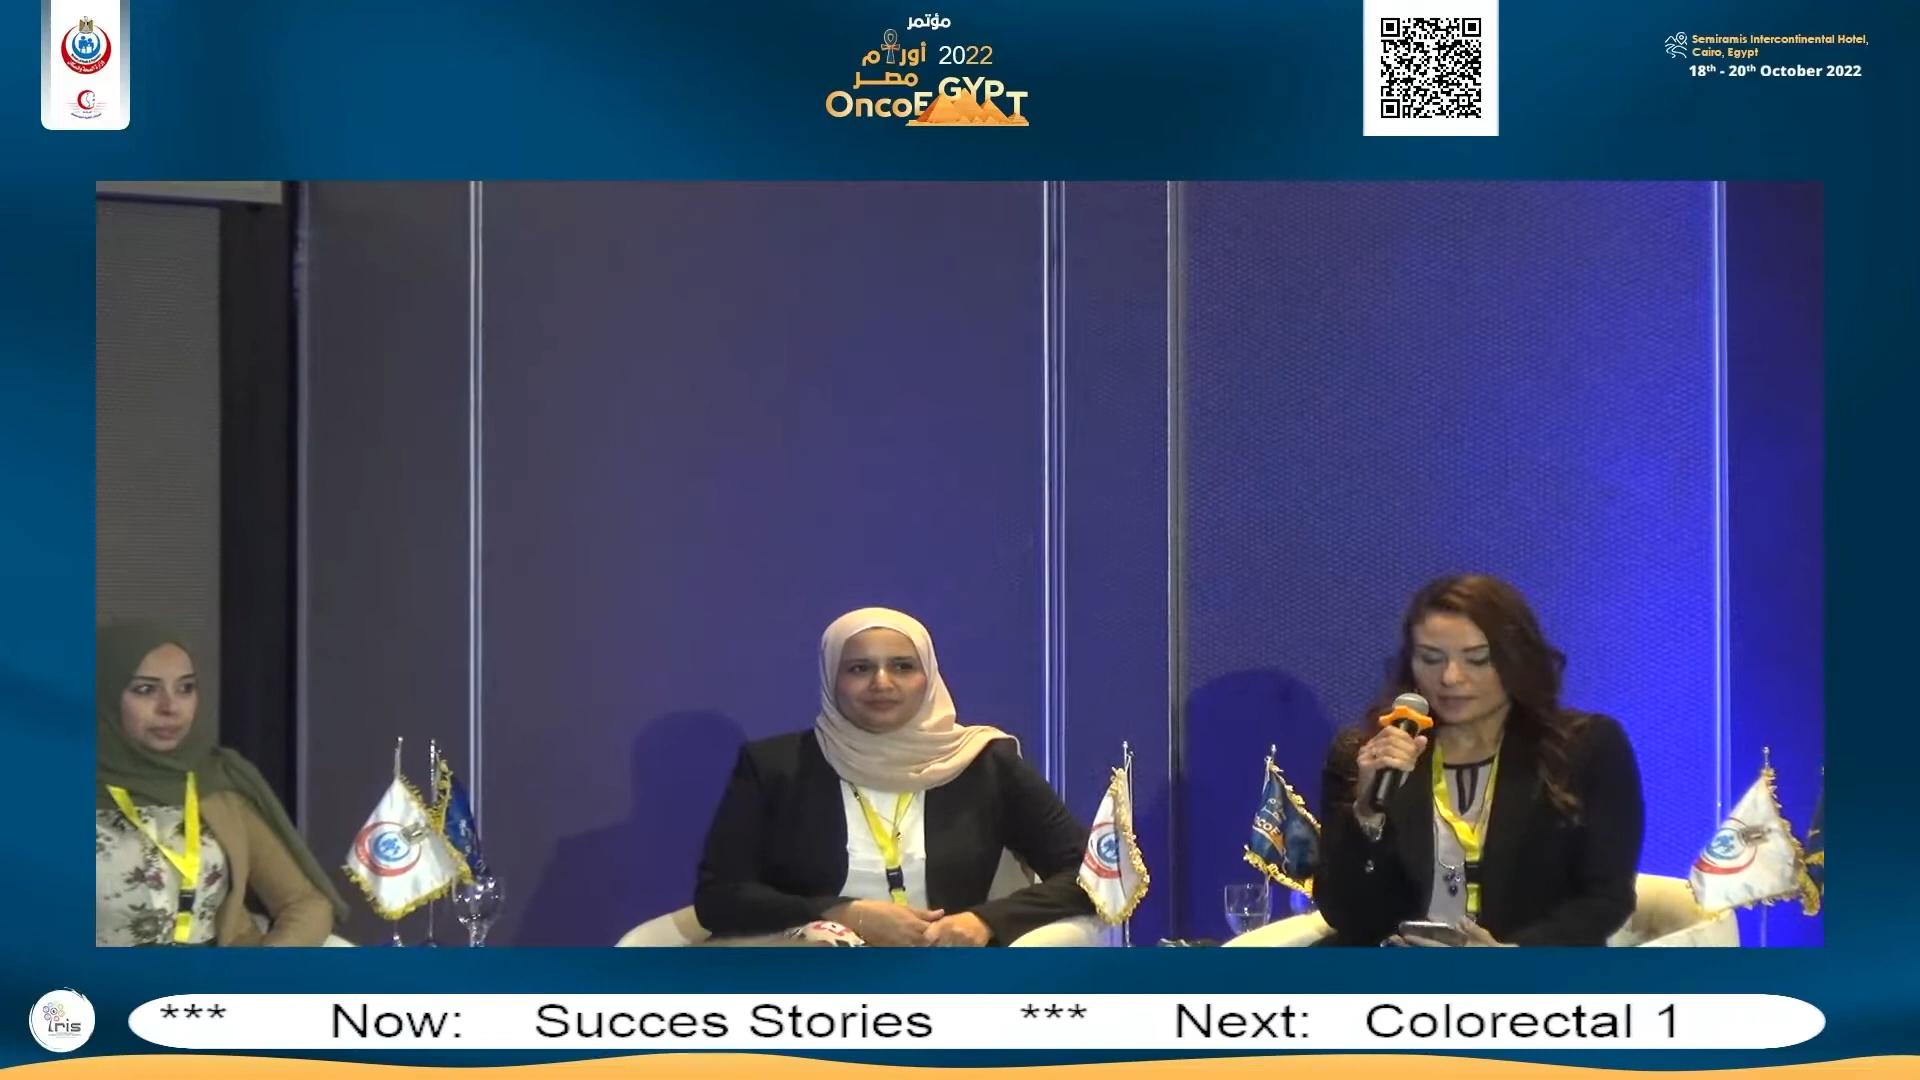 مؤتمر
أورام 2022
مصر
OncoEGYPT
Semiramis Intercontinental Hotel,
Cairo, Egypt
18th - 20th October 2022
iris
*** Now: Succes Stories *** Next: Colorectal 1